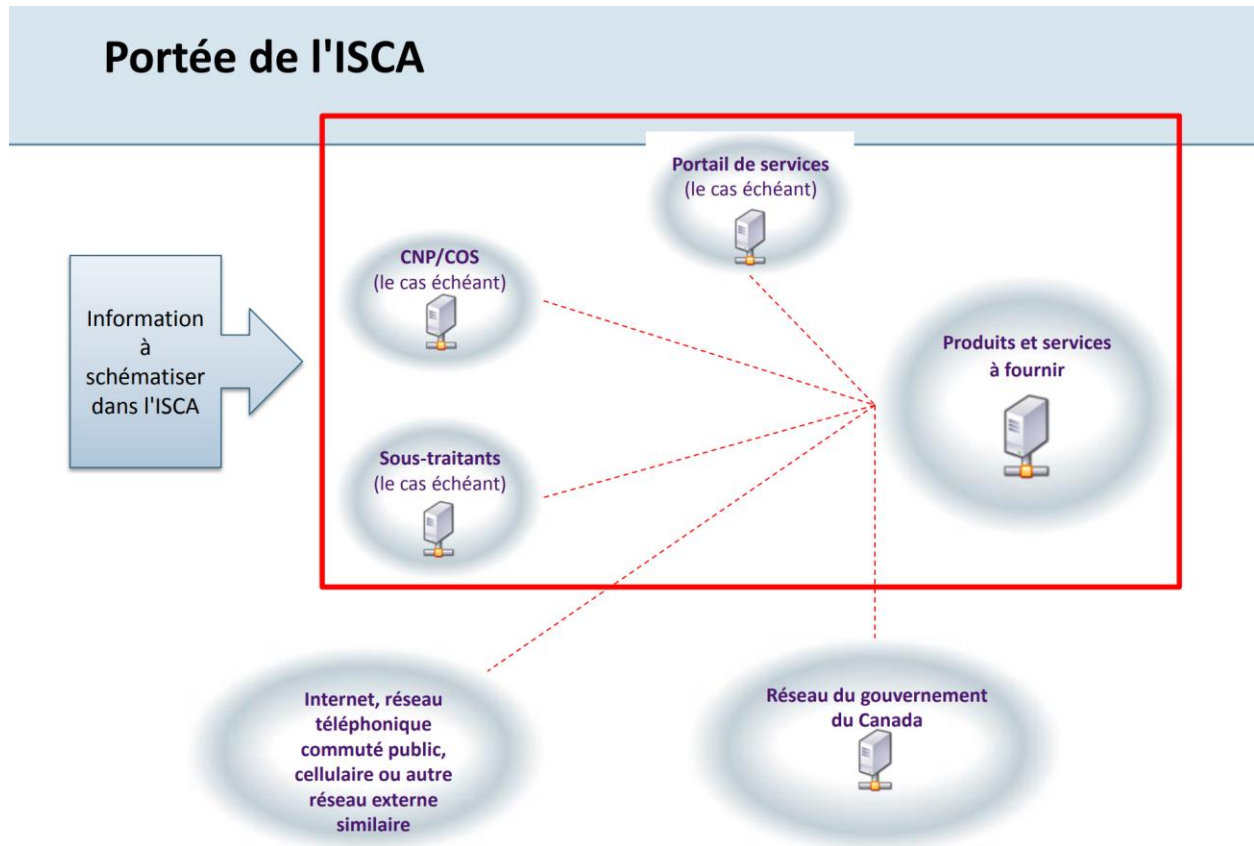 Portée de l'ISCA
Portail de services
(le cas échéant)
CNP/COS
(le cas échéant)
Information
à
schématiser
dans l'ISCA
Produits et services
à fournir
Sous-traitants
(le cas échéant)
Internet, réseau
téléphonique
commuté public,
cellulaire ou autre
réseau externe
similaire
Réseau du gouvernement
du Canada